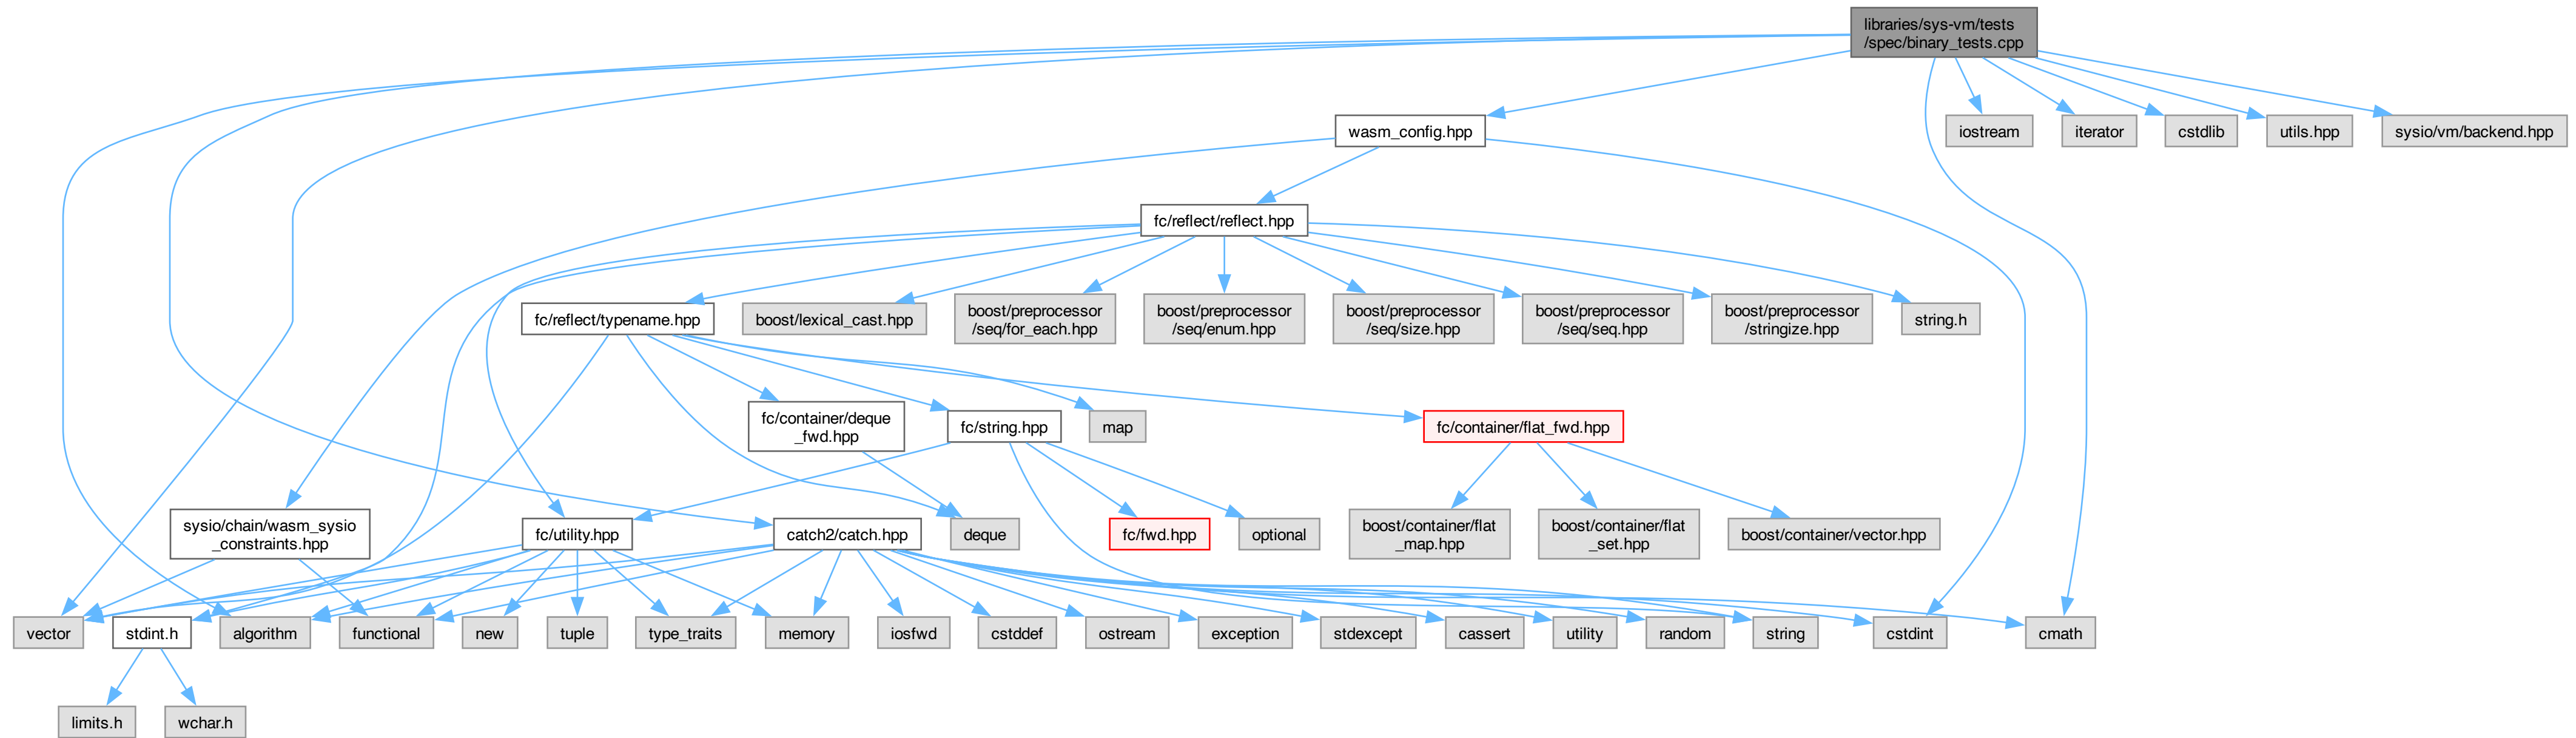 libraries/sys-vm/tests
/spec/binary_tests.cpp
wasm_config.hpp
iostream
iterator
cstdlib
utils.hpp
sysio/vm/backend.hpp
fc/reflect/reflect.hpp
fc/reflect/typename.hpp
boost/lexical_cast.hpp
boost/preprocessor
/seq/for_each.hpp
boost/preprocessor
/seq/enum.hpp
boost/preprocessor
/seq/size.hpp
boost/preprocessor
/seq/seq.hpp
boost/preprocessor
/stringize.hpp
string.h
fc/container/deque
_fwd.hpp
fc/string.hpp
map
fc/container/flat_fwd.hpp
sysio/chain/wasm_sysio
_constraints.hpp
fc/utility.hpp
catch2/catch.hpp
deque
fc/fwd.hpp
optional
boost/container/flat
_map.hpp
boost/container/flat
_set.hpp
boost/container/vector.hpp
vector
stdint.h
algorithm
functional
new
tuple
type_traits
memory
iosfwd
cstddef
ostream
exception
stdexcept
cassert
utility
random
string
cstdint
cmath
limits.h
wchar.h